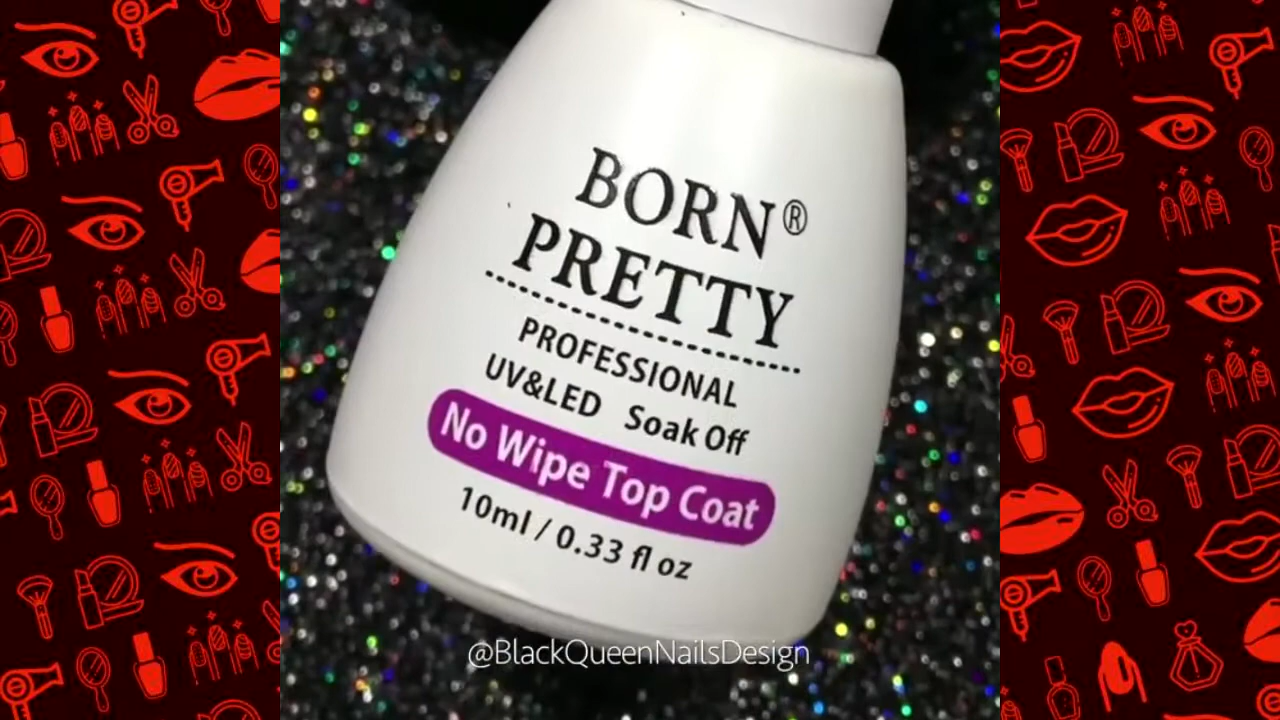 BORN®
PRETTY
PROFESSIONAL
UV&LED Soak Off
No Wipe Top Coat
10ml / 0.33 fl oz
@BlackQueenNailsDesign